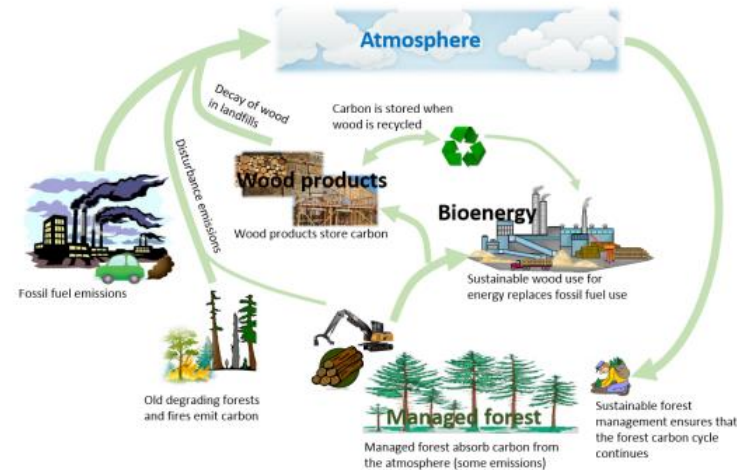 Atmosphere
Decay of wood
in landfills
Carbon is stored when
wood is recycled
Disturbance emissions
Wood products
Wood products store carbon
Bioenergy
Sustainable wood use for
energy replaces fossil fuel use
Fossil fuel emissions
Old degrading forests
and fires emit carbon
Managed forest
Managed forest absorb carbon from
the atmosphere (some emissions)
Sustainable forest
management ensures that
the forest carbon cycle
continues